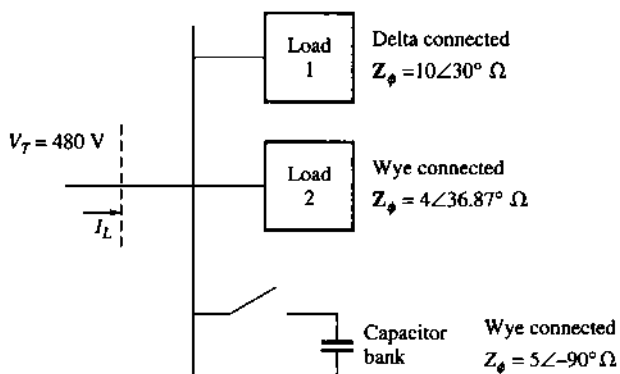 Load
1
Delta connected
Z_ϕ =10∠30° Ω
V_T = 480 V
I_L
Load
2
Wye connected
Z_ϕ = 4∠36.87° Ω
Capacitor
bank
Wye connected
Z_ϕ = 5∠–90° Ω